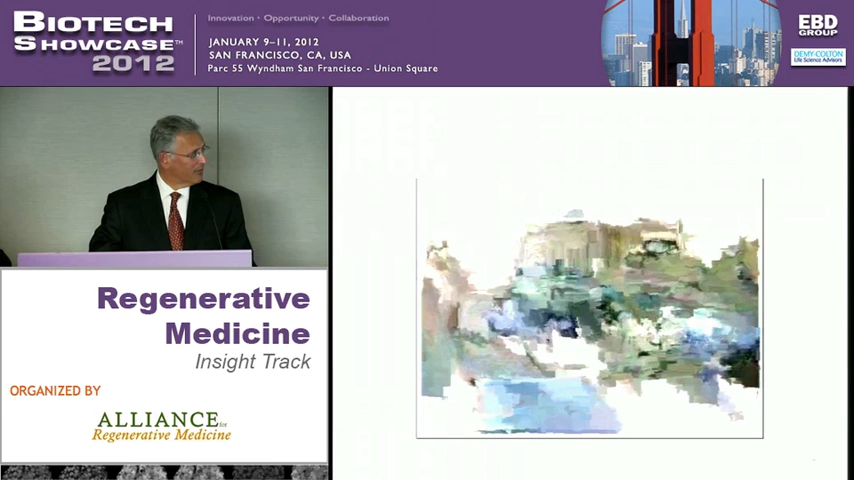 BIOTECH
SHOWCASE™
2012
Innovation • Opportunity • Collaboration
JANUARY 9–11, 2012
SAN FRANCISCO, CA, USA
Parc 55 Wyndham San Francisco - Union Square
EBD
GROUP
DEMY-COLTON
Life Science Advisors
Regenerative
Medicine
Insight Track
ORGANIZED BY
ALLIANCE for
Regenerative Medicine